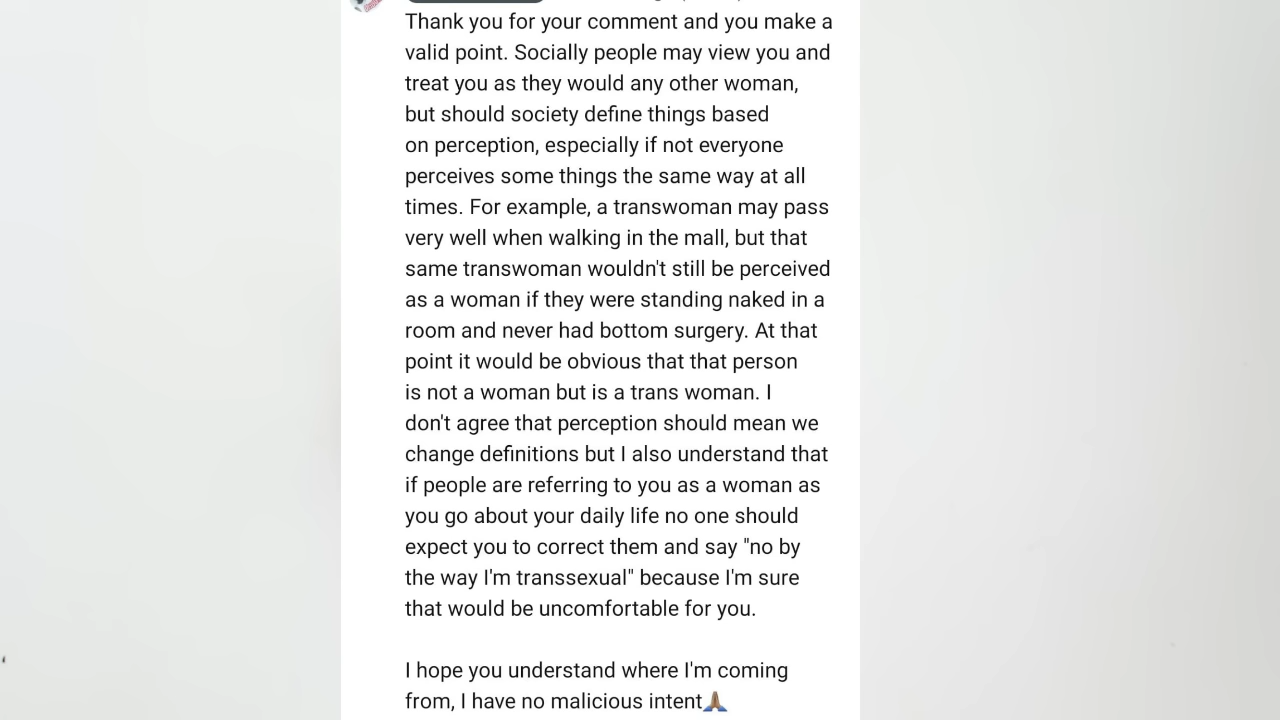 Thank you for your comment and you make a
valid point. Socially people may view you and
treat you as they would any other woman,
but should society define things based
on perception, especially if not everyone
perceives some things the same way at all
times. For example, a transwoman may pass
very well when walking in the mall, but that
same transwoman wouldn't still be perceived
as a woman if they were standing naked in a
room and never had bottom surgery. At that
point it would be obvious that that person
is not a woman but is a trans woman. I
don't agree that perception should mean we
change definitions but I also understand that
if people are referring to you as a woman as
you go about your daily life no one should
expect you to correct them and say "no by
the way I'm transsexual" because I'm sure
that would be uncomfortable for you.

I hope you understand where I'm coming
from, I have no malicious intent🙏🏾